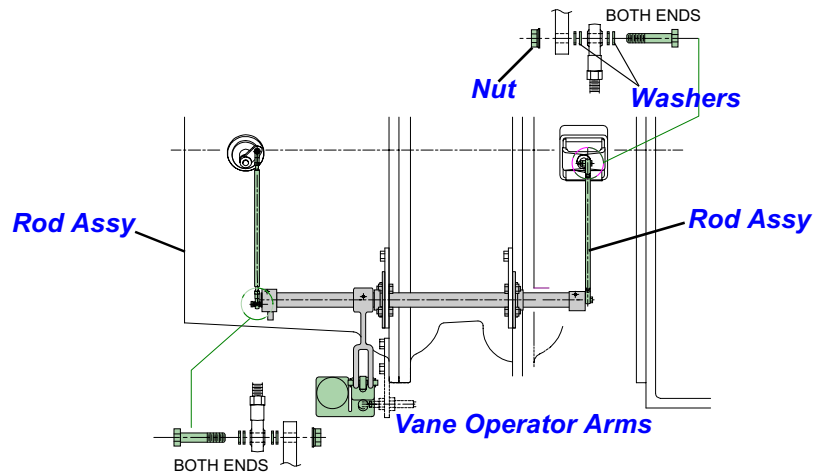 BOTH ENDS
Nut
Washers
Rod Assy
Rod Assy
Vane Operator Arms
BOTH ENDS